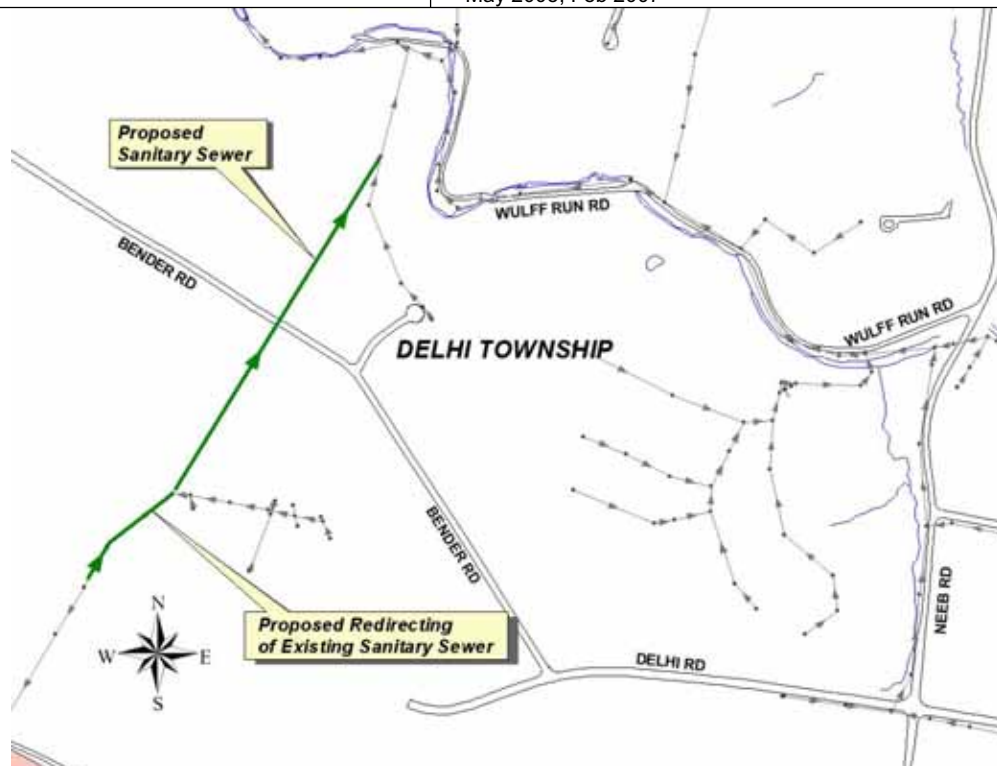 Proposed
Sanitary Sewer
WULFF RUN RD
BENDER RD
WULFF RUN RD
DELHI TOWNSHIP
BENDER RD
NEEB RD
Proposed Redirecting
of Existing Sanitary Sewer
N
W E
S
DELHI RD